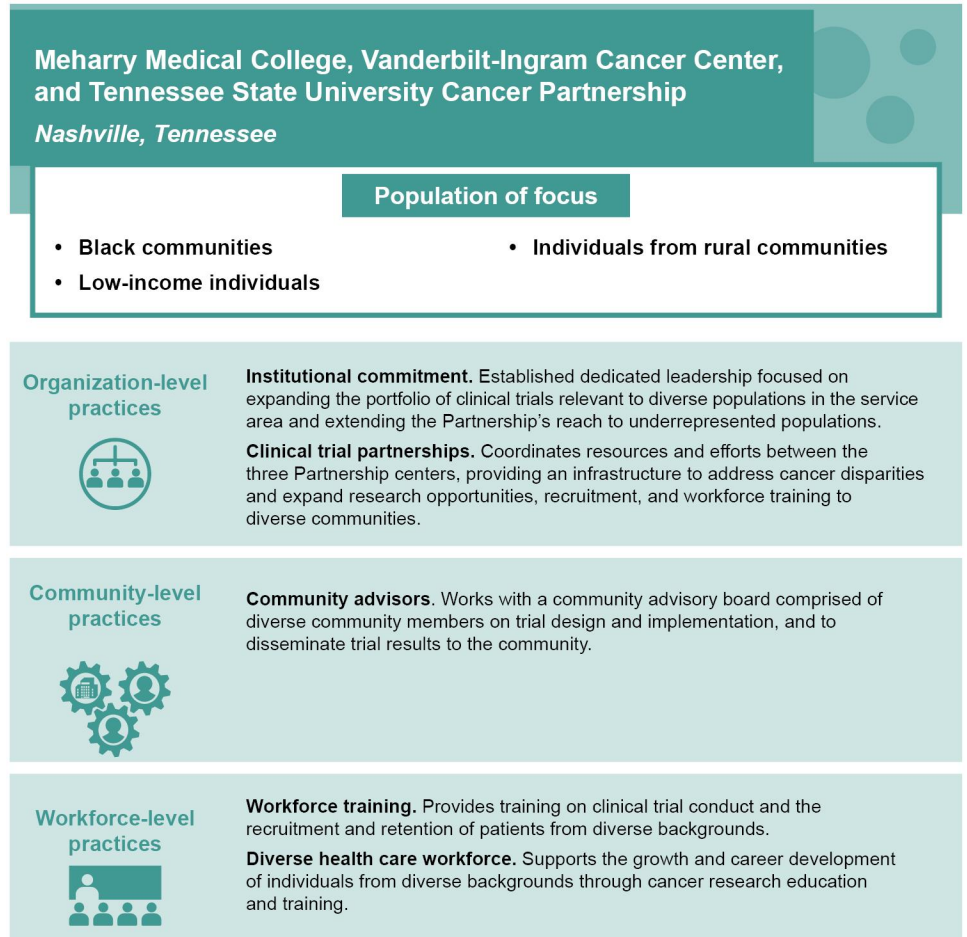 Meharry Medical College, Vanderbilt-Ingram Cancer Center,
and Tennessee State University Cancer Partnership
Nashville, Tennessee
Population of focus
• Black communities
• Low-income individuals
• Individuals from rural communities
Organization-level
practices
Institutional commitment. Established dedicated leadership focused on
expanding the portfolio of clinical trials relevant to diverse populations in the service
area and extending the Partnership's reach to underrepresented populations.
Clinical trial partnerships. Coordinates resources and efforts between the
three Partnership centers, providing an infrastructure to address cancer disparities
and expand research opportunities, recruitment, and workforce training to
diverse communities.
Community-level
practices
Community advisors. Works with a community advisory board comprised of
diverse community members on trial design and implementation, and to
disseminate trial results to the community.
Workforce-level
practices
Workforce training. Provides training on clinical trial conduct and the
recruitment and retention of patients from diverse backgrounds.
Diverse health care workforce. Supports the growth and career development
of individuals from diverse backgrounds through cancer research education
and training.